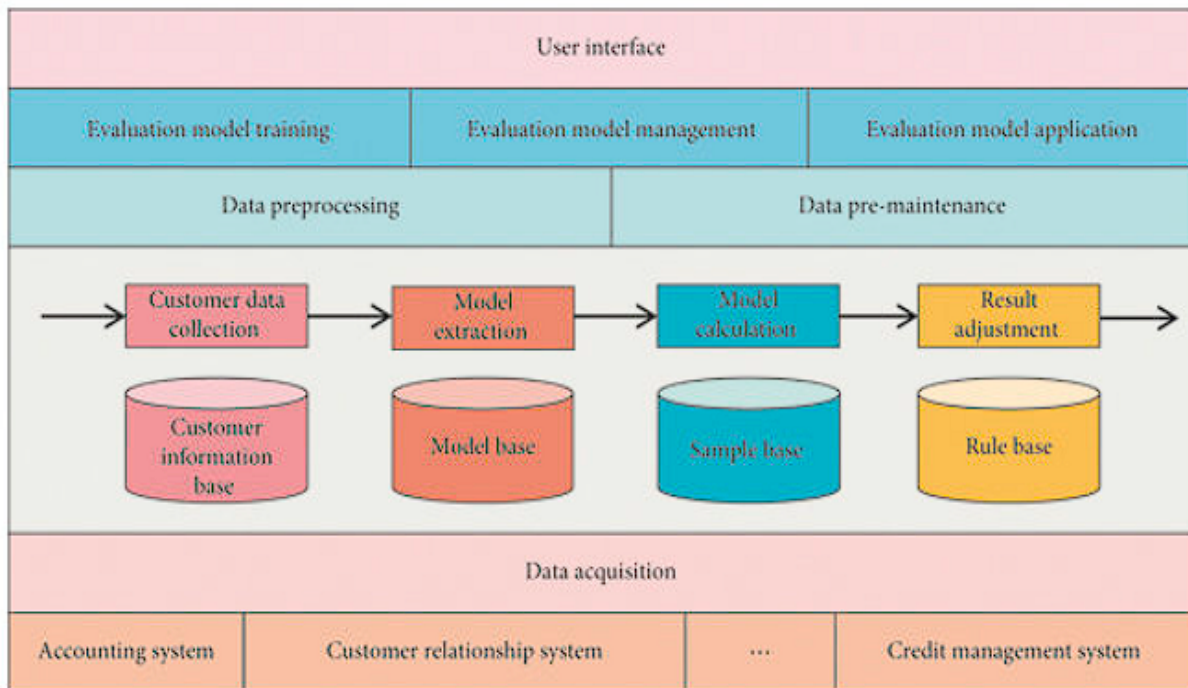 User interface
Evaluation model training
Evaluation model management
Evaluation model application
Data preprocessing
Data pre-maintenance
Customer data
collection
Model
extraction
Model
calculation
Result
adjustment
Customer
information
base
Model base
Sample base
Rule base
Data acquisition
Accounting system
Customer relationship system
...
Credit management system